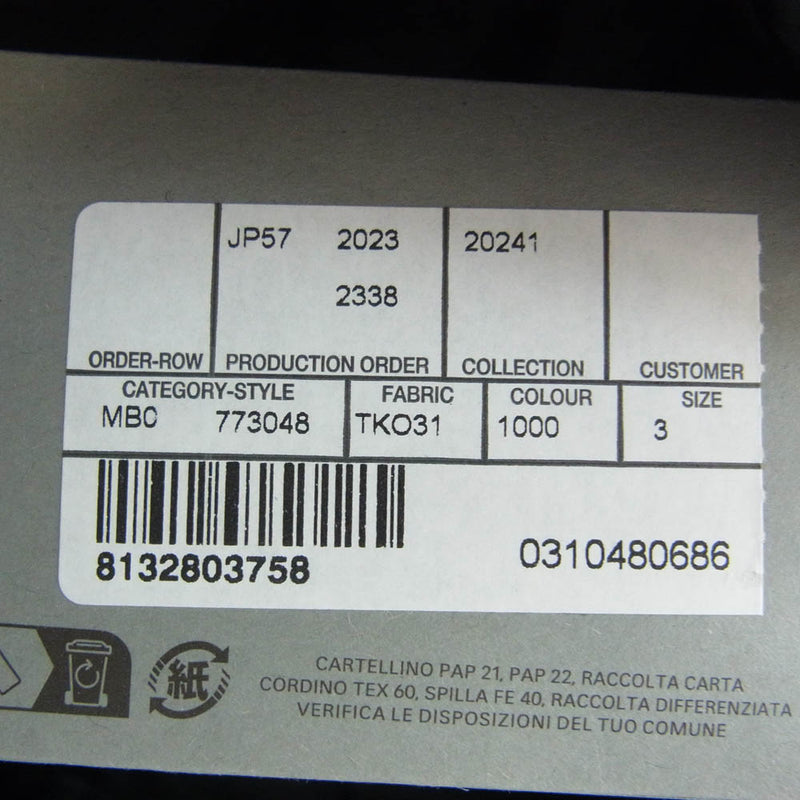 JP57 2023 20241
2338
ORDER-ROW PRODUCTION ORDER COLLECTION CUSTOMER
CATEGORY-STYLE FABRIC COLOUR SIZE
MBC 773048 TKO31 1000 3
8132803758 0310480686
紙
CARTELLINO PAP 21, PAP 22, RACCOLTA CARTA
CORDINO TEX 60, SPILLA FE 40, RACCOLTA DIFFERENZIATA
VERIFICA LE DISPOSIZIONI DEL TUO COMUNE